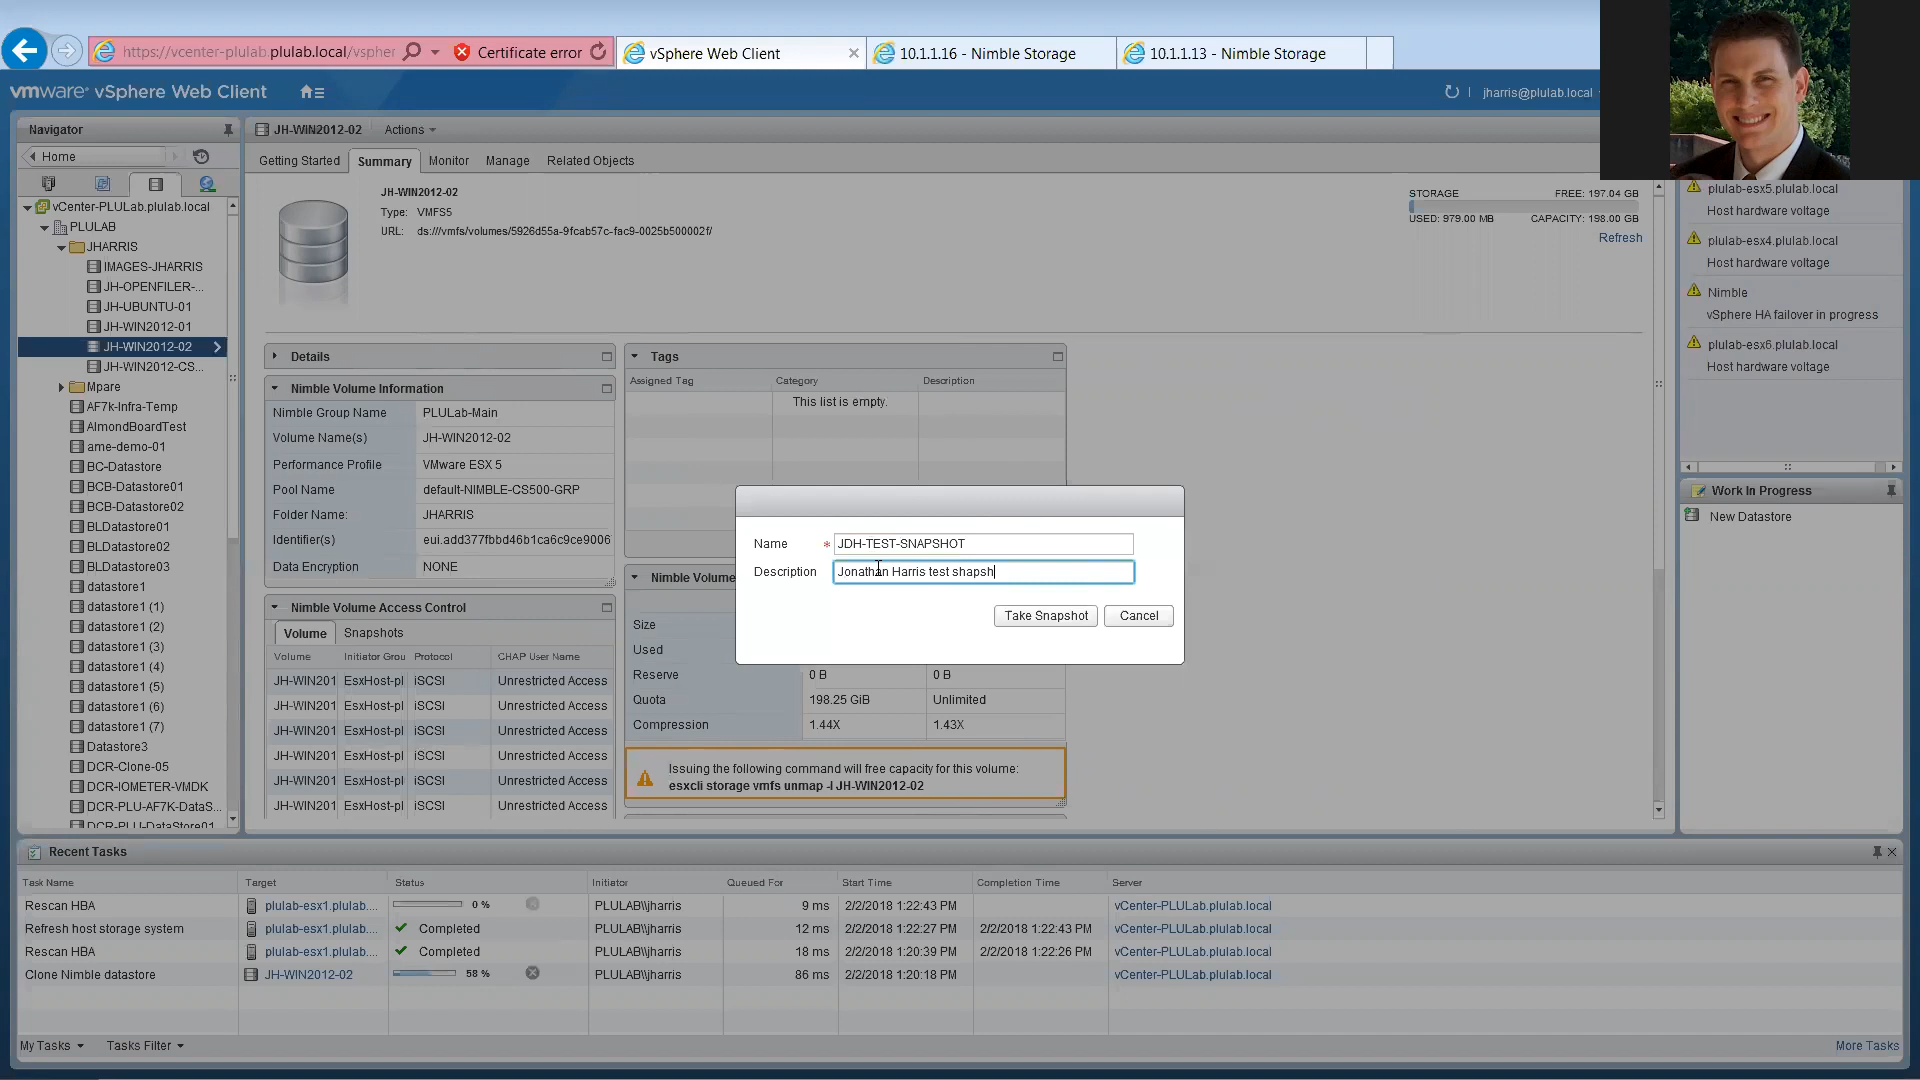 https://vcenter-plulab.plulab.local/vspher
Certificate error
vSphere Web Client
10.1.1.16 - Nimble Storage
10.1.1.13 - Nimble Storage
vmware vSphere Web Client
jharris@plulab.local
Navigator
Home
vCenter-PLULab.plulab.local
PLULAB
JHARRIS
IMAGES-JHARRIS
JH-OPENFILER-...
JH-UBUNTU-01
JH-WIN2012-01
JH-WIN2012-02
JH-WIN2012-CS...
Mpare
AF7k-Infra-Temp
AlmondBoardTest
ame-demo-01
BC-Datastore
BCB-Datastore01
BCB-Datastore02
BLDatastore01
BLDatastore02
BLDatastore03
datastore1
datastore1 (1)
datastore1 (2)
datastore1 (3)
datastore1 (4)
datastore1 (5)
datastore1 (6)
datastore1 (7)
Datastore3
DCR-Clone-05
DCR-IOMETER-VMDK
DCR-PLU-AF7K-DataS...
DCR-PLU-DataStore01
JH-WIN2012-02 Actions
Getting Started Summary Monitor Manage Related Objects
JH-WIN2012-02
Type: VMFS5
URL: ds:///vmfs/volumes/5926d55a-9fcab57c-fac9-0025b500002f/
STORAGE FREE: 197.04 GB
USED: 979.00 MB CAPACITY: 198.00 GB
Refresh
Details
Nimble Volume Information
Nimble Group Name PLULab-Main
Volume Name(s) JH-WIN2012-02
Performance Profile VMware ESX 5
Pool Name default-NIMBLE-CS500-GRP
Folder Name: JHARRIS
Identifier(s) eui.add377fbbd46b1ca6c9ce9006
Data Encryption NONE
Nimble Volume Access Control
Volume Snapshots
Volume Initiator Grou Protocol CHAP User Name
JH-WIN201 EsxHost-pl iSCSI Unrestricted Access
JH-WIN201 EsxHost-pl iSCSI Unrestricted Access
JH-WIN201 EsxHost-pl iSCSI Unrestricted Access
JH-WIN201 EsxHost-pl iSCSI Unrestricted Access
JH-WIN201 EsxHost-pl iSCSI Unrestricted Access
JH-WIN201 EsxHost-pl iSCSI Unrestricted Access
Tags
Assigned Tag Category Description
This list is empty.
Nimble Volume
Size
Used
Reserve 0 B 0 B
Quota 198.25 GiB Unlimited
Compression 1.44X 1.43X
Issuing the following command will free capacity for this volume:
esxcli storage vmfs unmap -l JH-WIN2012-02
Name * JDH-TEST-SNAPSHOT
Description Jonathan Harris test shapsh
Take Snapshot Cancel
plulab-esx5.plulab.local
Host hardware voltage
plulab-esx4.plulab.local
Host hardware voltage
Nimble
vSphere HA failover in progress
plulab-esx6.plulab.local
Host hardware voltage
Work In Progress
New Datastore
Recent Tasks
Task Name Target Status Initiator Queued For Start Time Completion Time Server
Rescan HBA plulab-esx1.plulab.... 0 % PLULAB\\jharris 9 ms 2/2/2018 1:22:43 PM vCenter-PLULab.plulab.local
Refresh host storage system plulab-esx1.plulab.... Completed PLULAB\\jharris 12 ms 2/2/2018 1:22:27 PM 2/2/2018 1:22:43 PM vCenter-PLULab.plulab.local
Rescan HBA plulab-esx1.plulab.... Completed PLULAB\\jharris 18 ms 2/2/2018 1:20:39 PM 2/2/2018 1:22:26 PM vCenter-PLULab.plulab.local
Clone Nimble datastore JH-WIN2012-02 58 % PLULAB\\jharris 86 ms 2/2/2018 1:20:18 PM vCenter-PLULab.plulab.local
My Tasks Tasks Filter More Tasks